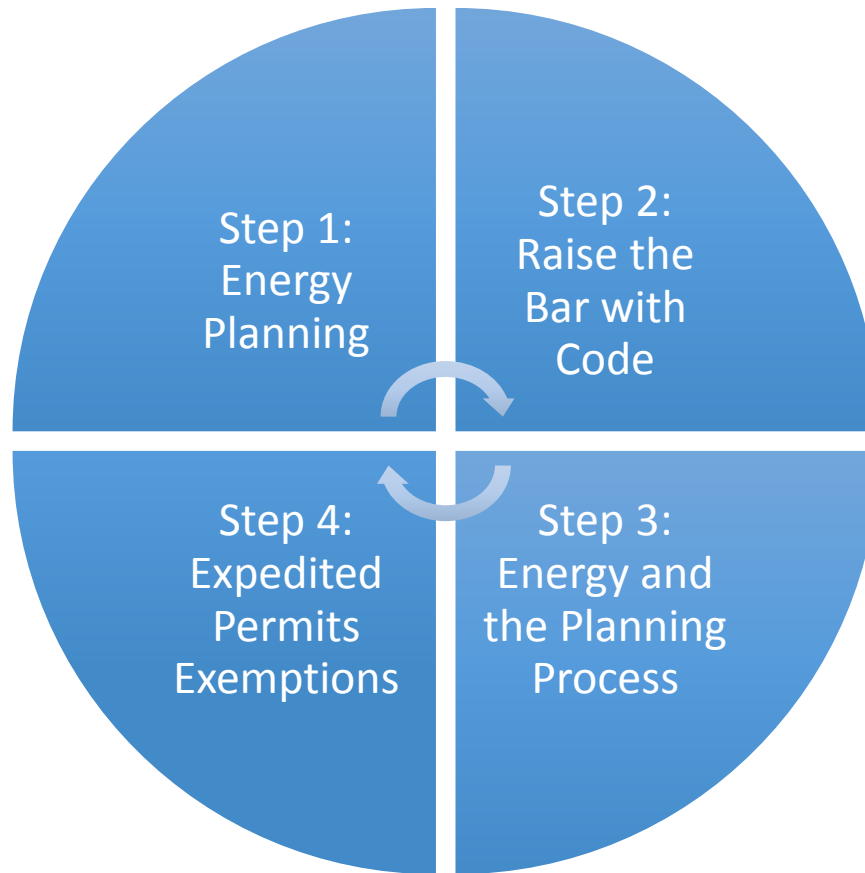 Step 1:
Energy
Planning
Step 2:
Raise the
Bar with
Code
Step 3:
Energy and
the Planning
Process
Step 4:
Expedited
Permits
Exemptions